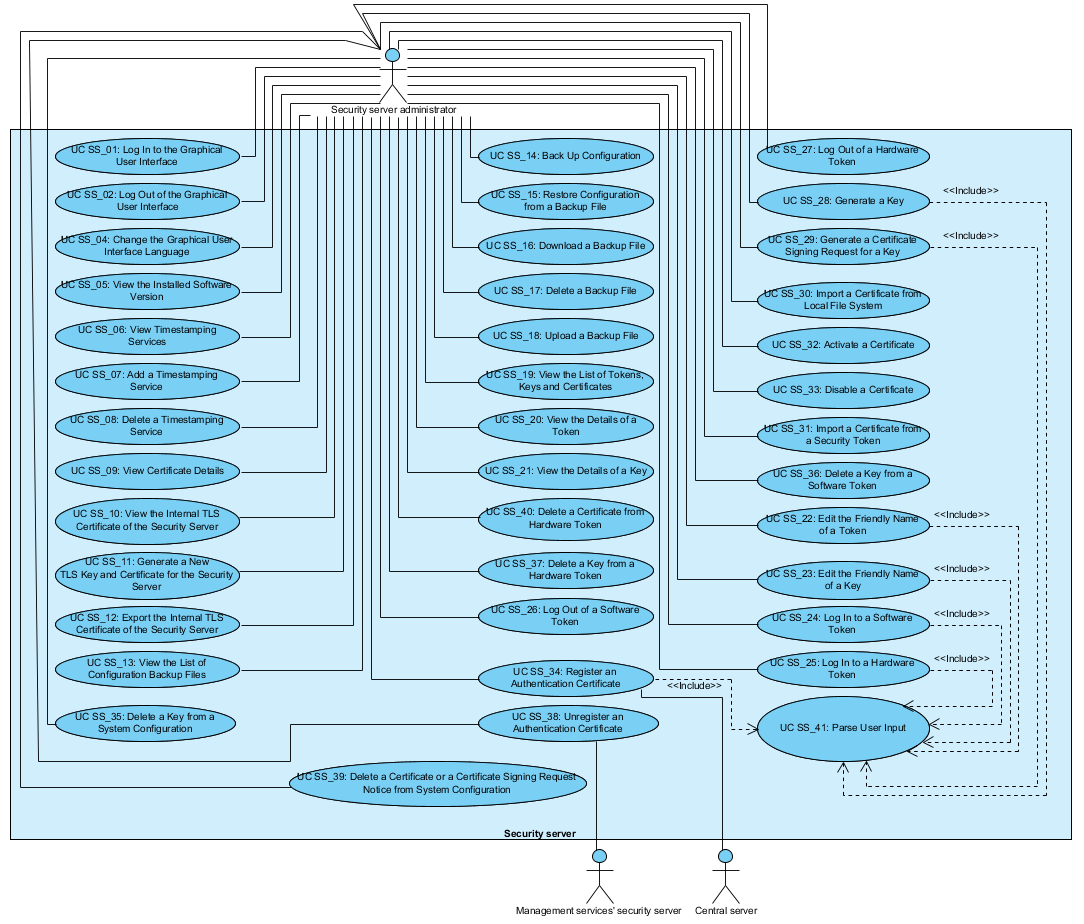 Security server administrator
UC SS_01: Log In to the Graphical
User Interface
UC SS_02: Log Out of the Graphical
User Interface
UC SS_04: Change the Graphical User
Interface Language
UC SS_05: View the Installed Software
Version
UC SS_06: View Timestamping
Services
UC SS_07: Add a Timestamping
Service
UC SS_08: Delete a Timestamping
Service
UC SS_09: View Certificate Details
UC SS_10: View the Internal TLS
Certificate of the Security Server
UC SS_11: Generate a New
TLS Key and Certificate for the Security
Server
UC SS_12: Export the Internal TLS
Certificate of the Security Server
UC SS_13: View the List of
Configuration Backup Files
UC SS_35: Delete a Key from a
System Configuration
UC SS_39: Delete a Certificate or a Certificate Signing Request
Notice from System Configuration
UC SS_14: Back Up Configuration
UC SS_15: Restore Configuration
from a Backup File
UC SS_16: Download a Backup File
UC SS_17: Delete a Backup File
UC SS_18: Upload a Backup File
UC SS_19: View the List of Tokens,
Keys and Certificates
UC SS_20: View the Details of a
Token
UC SS_21: View the Details of a Key
UC SS_40: Delete a Certificate from
Hardware Token
UC SS_37: Delete a Key from a
Hardware Token
UC SS_26: Log Out of a Software
Token
UC SS_34: Register an
Authentication Certificate
<<Include>>
UC SS_38: Unregister an
Authentication Certificate
UC SS_27: Log Out of a Hardware
Token
UC SS_28: Generate a Key
<<Include>>
UC SS_29: Generate a Certificate
Signing Request for a Key
<<Include>>
UC SS_30: Import a Certificate from
Local File System
UC SS_32: Activate a Certificate
UC SS_33: Disable a Certificate
UC SS_31: Import a Certificate from
a Security Token
UC SS_36: Delete a Key from a
Software Token
UC SS_22: Edit the Friendly Name
of a Token
<<Include>>
UC SS_23: Edit the Friendly Name
of a Key
<<Include>>
UC SS_24: Log In to a Software
Token
<<Include>>
UC SS_25: Log In to a Hardware
Token
<<Include>>
UC SS_41: Parse User Input
Security server
Management services' security server
Central server